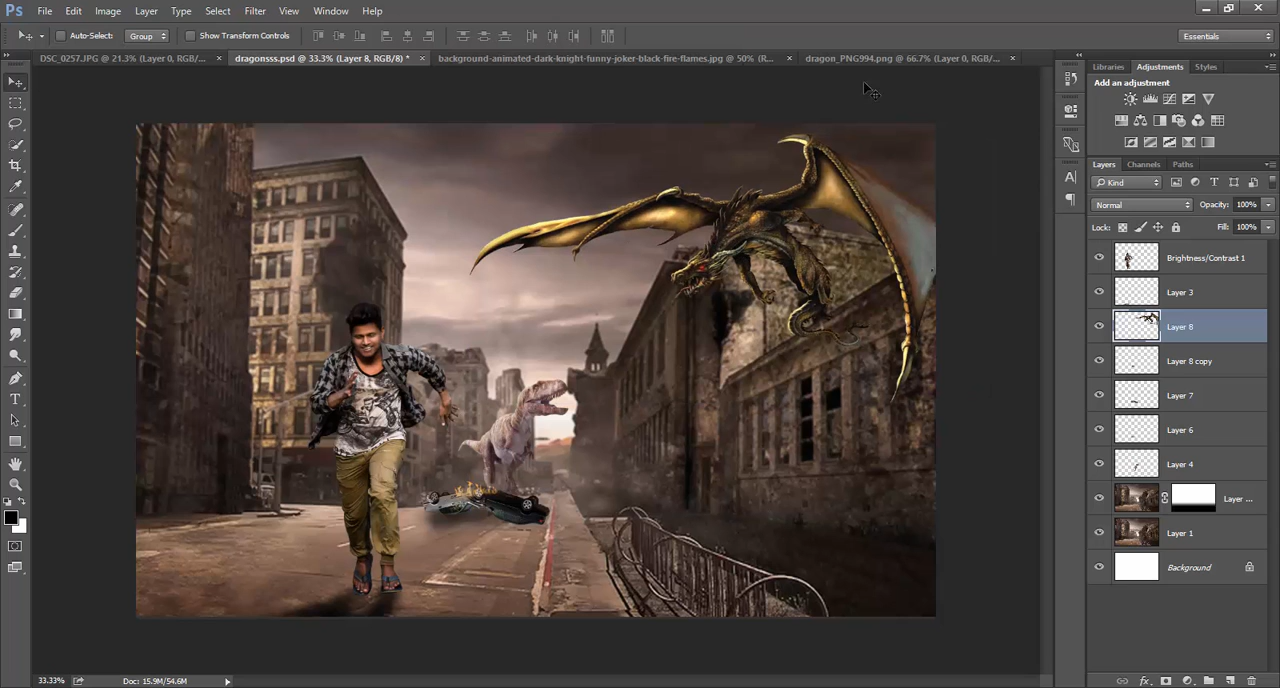 Ps File Edit Image Layer Type Select Filter View Window Help
Auto-Select: Group Show Transform Controls Essentials
DSC_0257.JPG @ 21.3% (Layer 0, RGB/... × dragonsss.psd @ 33.3% (Layer 8, RGB/8) * × background-animated-dark-knight-funny-joker-black-fire-flames.jpg @ 50% (R... × dragon_PNG994.png @ 66.7% (Layer 0, RGB/... ×
Libraries Adjustments Styles
Add an adjustment
Layers Channels Paths
Kind
Normal Opacity: 100%
Lock: Fill: 100%
Brightness/Contrast 1
Layer 3
Layer 8
Layer 8 copy
Layer 7
Layer 6
Layer 4
Layer ...
Layer 1
Background
33.33% Doc: 15.9M/54.6M